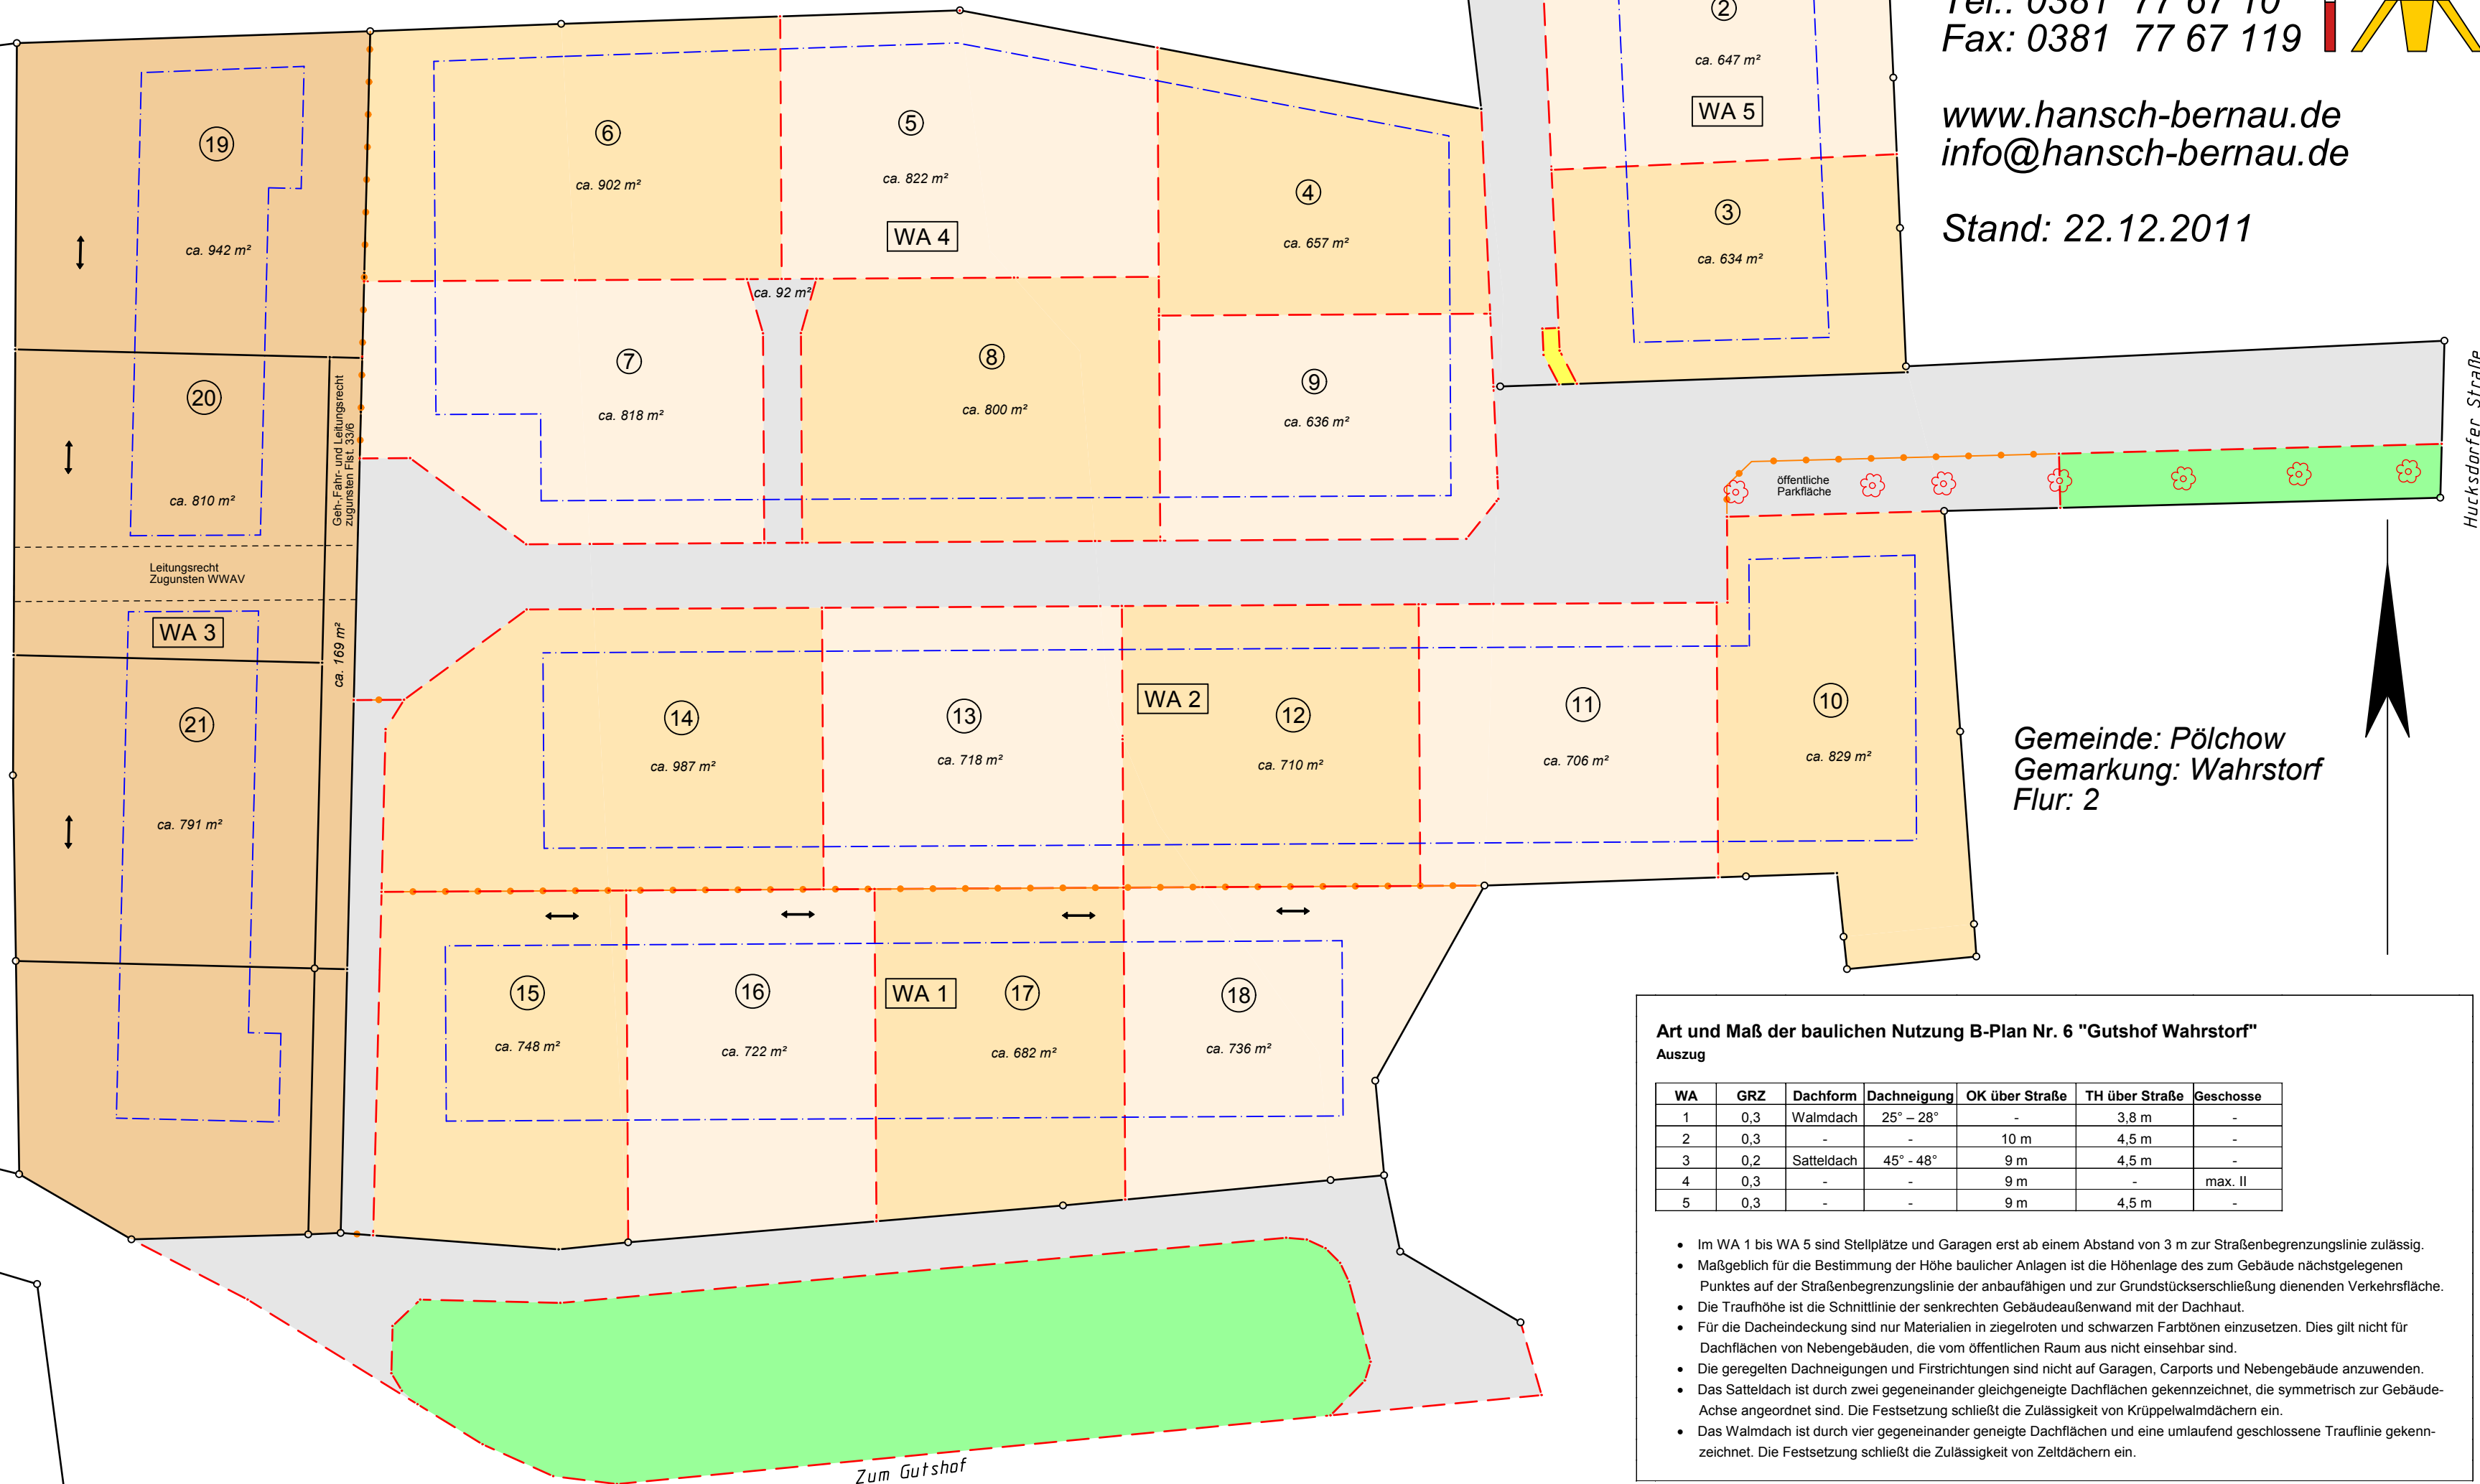 Tel.: 0381 77 67 10
Fax: 0381 77 67 119
www.hansch-bernau.de
info@hansch-bernau.de
Stand: 22.12.2011
2
ca. 647 m²
WA 5
3
ca. 634 m²
19
ca. 942 m²
6
ca. 902 m²
5
ca. 822 m²
WA 4
4
ca. 657 m²
ca. 92 m²
7
ca. 818 m²
8
ca. 800 m²
9
ca. 636 m²
20
ca. 810 m²
Geh-,Fahr- und Leitungsrecht
zugunsten Flst. 33/6
Hucksdorfer Straße
öffentliche
Parkfläche
Leitungsrecht
Zugunsten WWAV
WA 3
ca. 169 m²
21
ca. 791 m²
14
ca. 987 m²
13
ca. 718 m²
WA 2
12
ca. 710 m²
11
ca. 706 m²
10
ca. 829 m²
Gemeinde: Pölchow
Gemarkung: Wahrstorf
Flur: 2
15
ca. 748 m²
16
ca. 722 m²
WA 1
17
ca. 682 m²
18
ca. 736 m²
Zum Gutshof
Art und Maß der baulichen Nutzung B-Plan Nr. 6 "Gutshof Wahrstorf"
Auszug
WA GRZ Dachform Dachneigung OK über Straße TH über Straße Geschosse
1 0,3 Walmdach 25° – 28° - 3,8 m -
2 0,3 - - 10 m 4,5 m -
3 0,2 Satteldach 45° - 48° 9 m 4,5 m -
4 0,3 - - 9 m - max. II
5 0,3 - - 9 m 4,5 m -
• Im WA 1 bis WA 5 sind Stellplätze und Garagen erst ab einem Abstand von 3 m zur Straßenbegrenzungslinie zulässig.
• Maßgeblich für die Bestimmung der Höhe baulicher Anlagen ist die Höhenlage des zum Gebäude nächstgelegenen
Punktes auf der Straßenbegrenzungslinie der anbaufähigen und zur Grundstückserschließung dienenden Verkehrsfläche.
• Die Traufhöhe ist die Schnittlinie der senkrechten Gebäudeaußenwand mit der Dachhaut.
• Für die Dacheindeckung sind nur Materialien in ziegelroten und schwarzen Farbtönen einzusetzen. Dies gilt nicht für
Dachflächen von Nebengebäuden, die vom öffentlichen Raum aus nicht einsehbar sind.
• Die geregelten Dachneigungen und Firstrichtungen sind nicht auf Garagen, Carports und Nebengebäude anzuwenden.
• Das Satteldach ist durch zwei gegeneinander gleichgeneigte Dachflächen gekennzeichnet, die symmetrisch zur Gebäude-
Achse angeordnet sind. Die Festsetzung schließt die Zulässigkeit von Krüppelwalmdächern ein.
• Das Walmdach ist durch vier gegeneinander geneigte Dachflächen und eine umlaufend geschlossene Trauflinie gekenn-
zeichnet. Die Festsetzung schließt die Zulässigkeit von Zeltdächern ein.